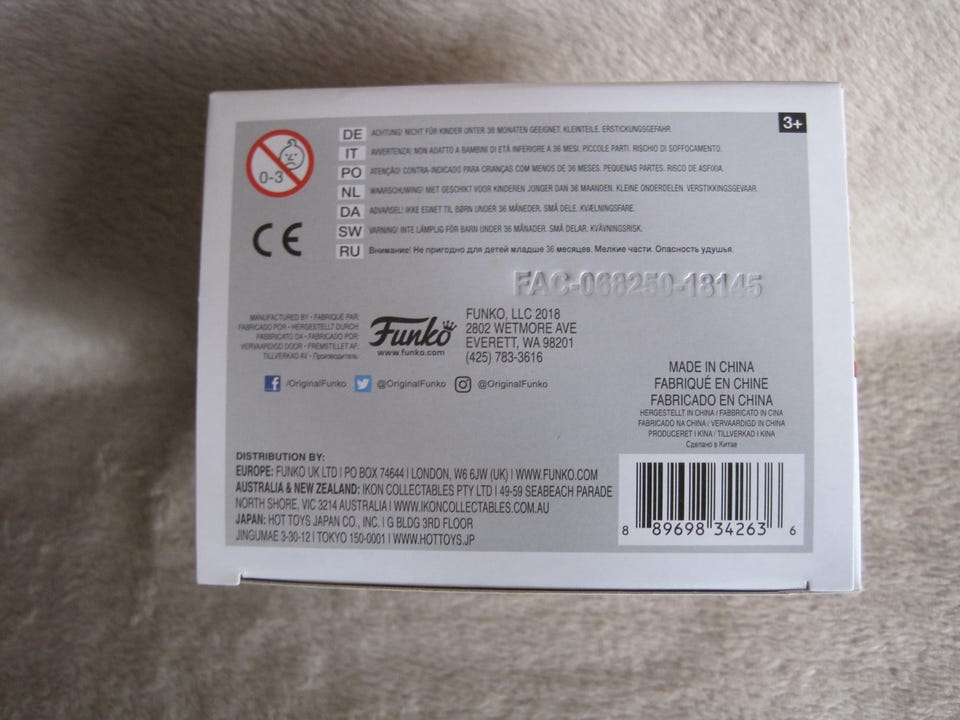 3+
0-3
DE ACHTUNG! NICHT FÜR KINDER UNTER 36 MONATEN GEEIGNET. KLEINTEILE. ERSTICKUNGSGEFAHR.
IT AVVERTENZA! NON ADATTO A BAMBINI DI ETÀ INFERIORE A 36 MESI. PICCOLE PARTI. RISCHIO DI SOFFOCAMENTO.
PO ATENÇÃO! CONTRA-INDICADO PARA CRIANÇAS COM MENOS DE 36 MESES. PEQUENAS PARTES. RISCO DE ASFIXIA.
NL WAARSCHUWING! NIET GESCHIKT VOOR KINDEREN JONGER DAN 36 MAANDEN. KLEINE ONDERDELEN. VERSTIKKINGSGEVAAR.
DA ADVARSEL! IKKE EGNET TIL BØRN UNDER 36 MÅNEDER. SMÅ DELE. KVÆLNINGSFARE.
SW VARNING! INTE LÄMPLIG FÖR BARN UNDER 36 MÅNADER. SMÅ DELAR. KVÄVNINGSRISK.
RU Внимание! Не пригодно для детей младше 36 месяцев. Мелкие части. Опасность удушья.
CE
FAC-068250-18145
MANUFACTURED BY • FABRIQUÉ PAR:
FABRICADO POR • HERGESTELLT DURCH:
FABBRICATO DA • FABRICADO POR:
VERVAARDIGD DOOR • FREMSTILLET AF:
TILLVERKAD AV • Производитель:
Funko
www.funko.com
FUNKO, LLC 2018
2802 WETMORE AVE
EVERETT, WA 98201
(425) 783-3616
/OriginalFunko @OriginalFunko @OriginalFunko
MADE IN CHINA
FABRIQUÉ EN CHINE
FABRICADO EN CHINA
HERGESTELLT IN CHINA / FABBRICATO IN CINA
FABRICADO NA CHINA / VERVAARDIGD IN CHINA
PRODUCERET I KINA / TILLVERKAD I KINA
Сделано в Китае
DISTRIBUTION BY:
EUROPE: FUNKO UK LTD | PO BOX 74644 | LONDON, W6 6JW (UK) | WWW.FUNKO.COM
AUSTRALIA & NEW ZEALAND: IKON COLLECTABLES PTY LTD | 49-59 SEABEACH PARADE
NORTH SHORE, VIC 3214 AUSTRALIA | WWW.IKONCOLLECTABLES.COM.AU
JAPAN: HOT TOYS JAPAN CO., INC. | G BLDG 3RD FLOOR
JINGUMAE 3-30-12 | TOKYO 150-0001 | WWW.HOTTOYS.JP
8 89698 34263 6